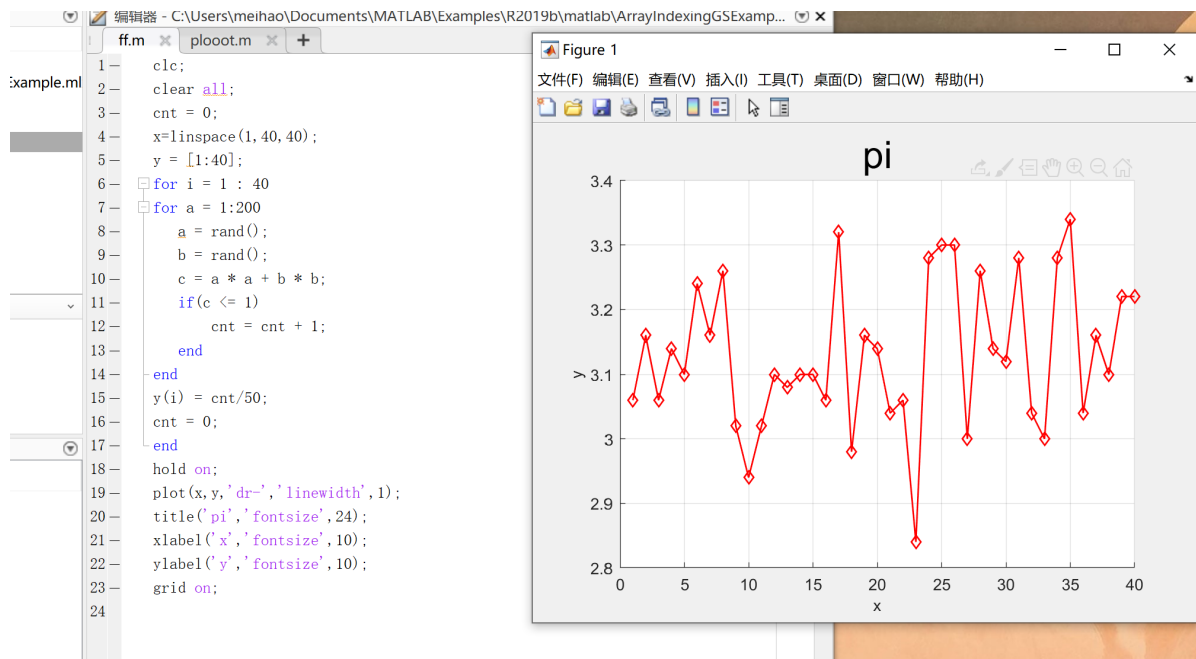 编辑器 - C:\Users\meihao\Documents\MATLAB\Examples\R2019b\matlab\ArrayIndexingGSExamp...
ff.m plooot.m
Example.ml
1 clc;
2 clear all;
3 cnt = 0;
4 x=linspace(1,40,40);
5 y = [1:40];
6 for i = 1 : 40
7 for a = 1:200
8 a = rand();
9 b = rand();
10 c = a * a + b * b;
11 if(c <= 1)
12 cnt = cnt + 1;
13 end
14 end
15 y(i) = cnt/50;
16 cnt = 0;
17 end
18 hold on;
19 plot(x,y,'dr-','linewidth',1);
20 title('pi','fontsize',24);
21 xlabel('x','fontsize',10);
22 ylabel('y','fontsize',10);
23 grid on;
24
Figure 1
文件(F) 编辑(E) 查看(V) 插入(I) 工具(T) 桌面(D) 窗口(W) 帮助(H)
pi
3.4
3.3
3.2
3.1
3
2.9
2.8
y
0 5 10 15 20 25 30 35 40
x